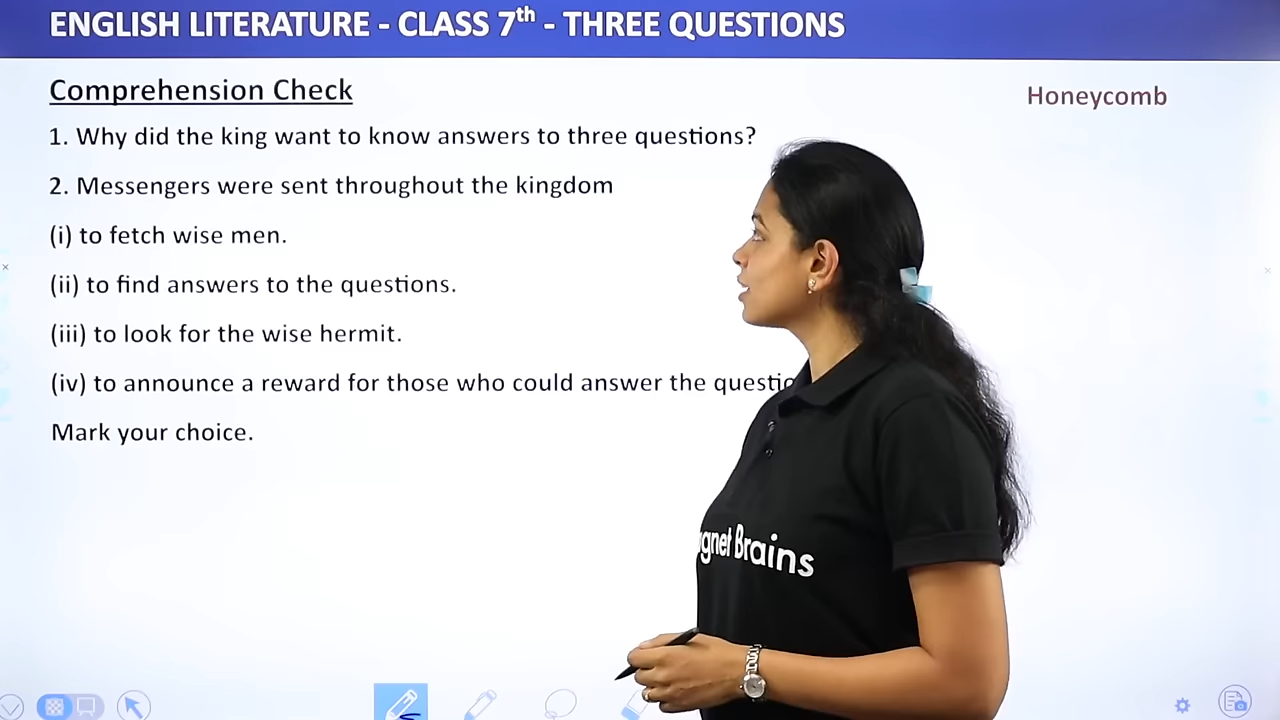 ENGLISH LITERATURE - CLASS 7th - THREE QUESTIONS
Comprehension Check
Honeycomb
1. Why did the king want to know answers to three questions?
2. Messengers were sent throughout the kingdom
(i) to fetch wise men.
(ii) to find answers to the questions.
(iii) to look for the wise hermit.
(iv) to announce a reward for those who could answer the
Mark your choice.
Brains